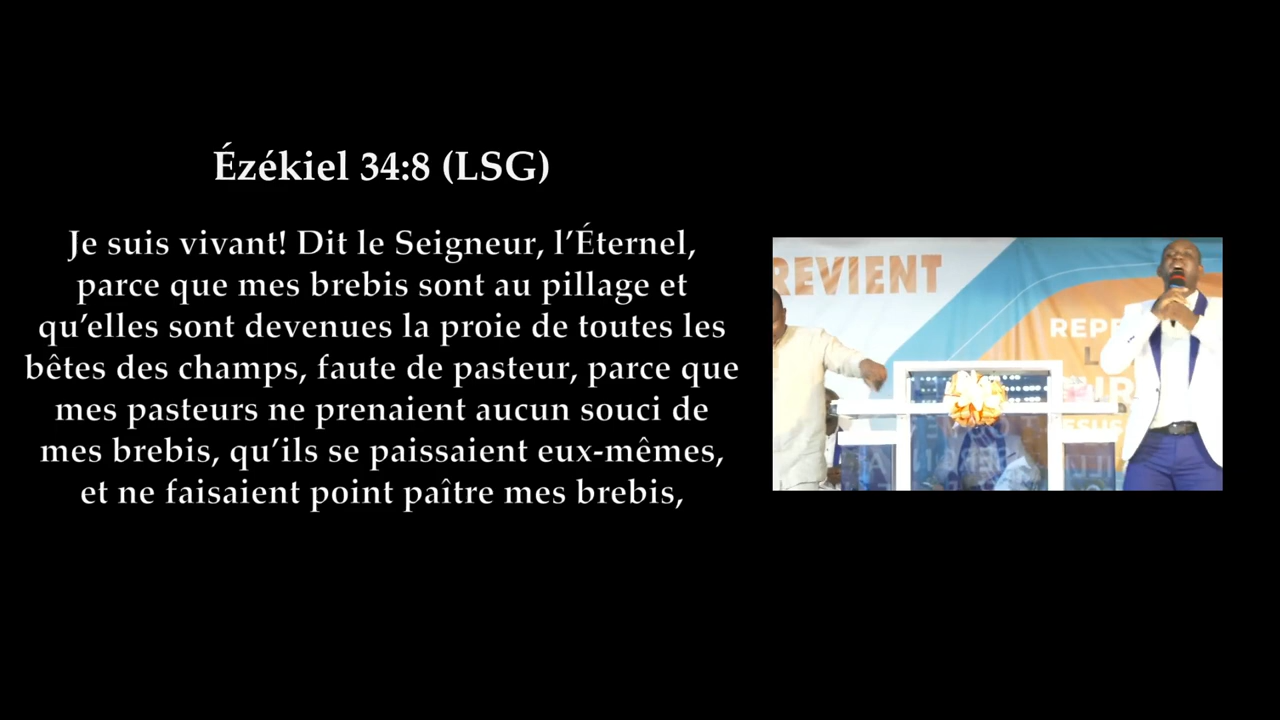 Ézékiel 34:8 (LSG)
Je suis vivant! Dit le Seigneur, l’Éternel,
parce que mes brebis sont au pillage et
qu’elles sont devenues la proie de toutes les
bêtes des champs, faute de pasteur, parce que
mes pasteurs ne prenaient aucun souci de
mes brebis, qu’ils se paissaient eux-mêmes,
et ne faisaient point paître mes brebis,
REVIENT